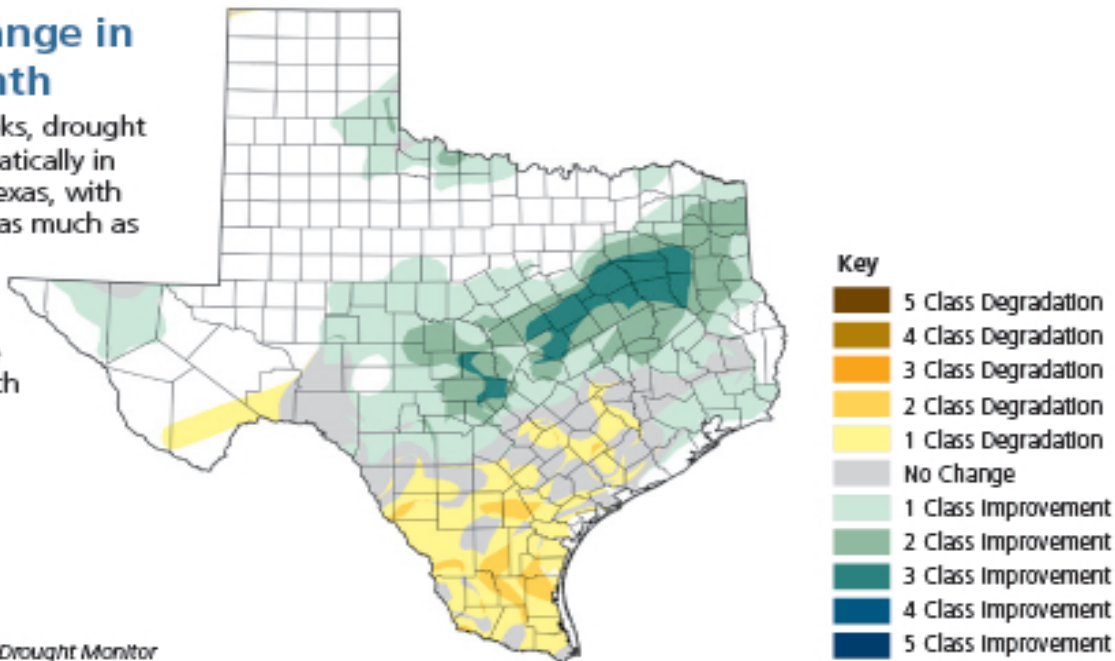 ange in
nth
ks, drought
atically in
exas, with
as much as
th
Drought Monitor
Key
5 Class Degradation
4 Class Degradation
3 Class Degradation
2 Class Degradation
1 Class Degradation
No Change
1 Class Improvement
2 Class Improvement
3 Class Improvement
4 Class Improvement
5 Class Improvement